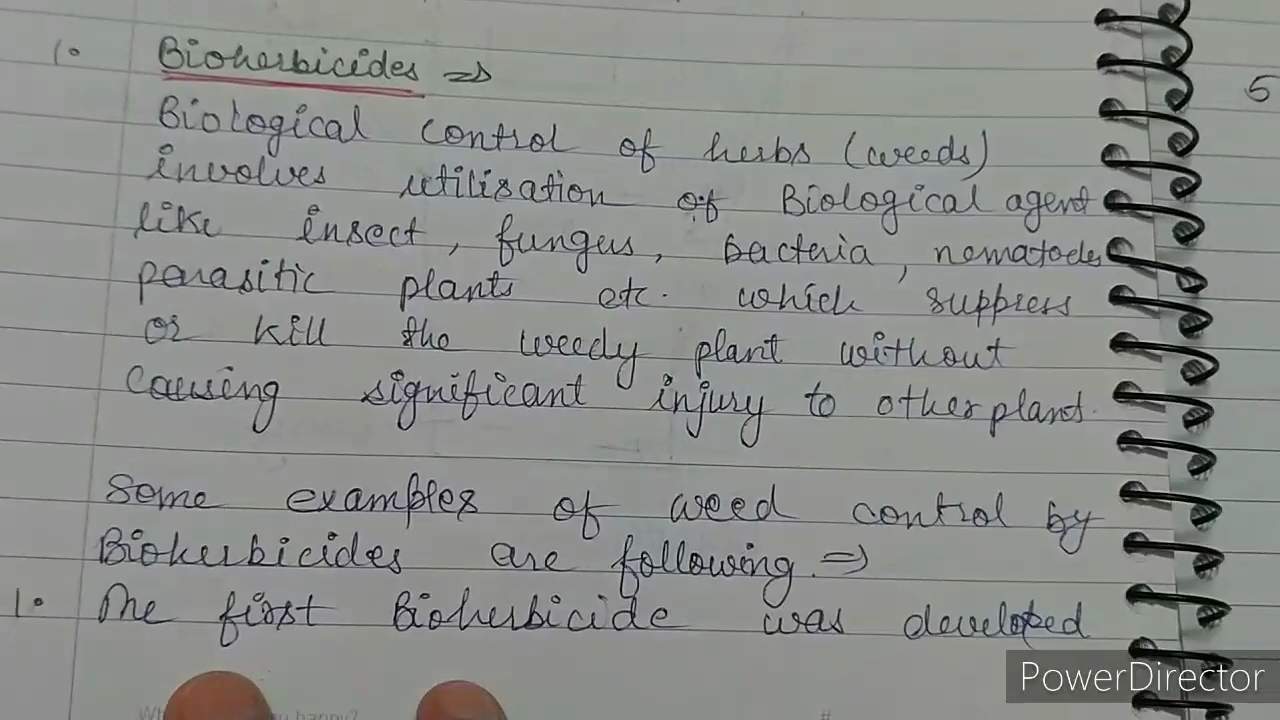 1. Bioherbicides ⇒
5
Biological control of herbs (weeds)
involves utilisation of Biological agent
like insect, fungus, bacteria, nematodes
parasitic plants etc. which suppress
or kill the weedy plant without
causing significant injury to other plants.
Some examples of weed control by
Bioherbicides are following. ⇒
1. The first Bioherbicide was developed
PowerDirector